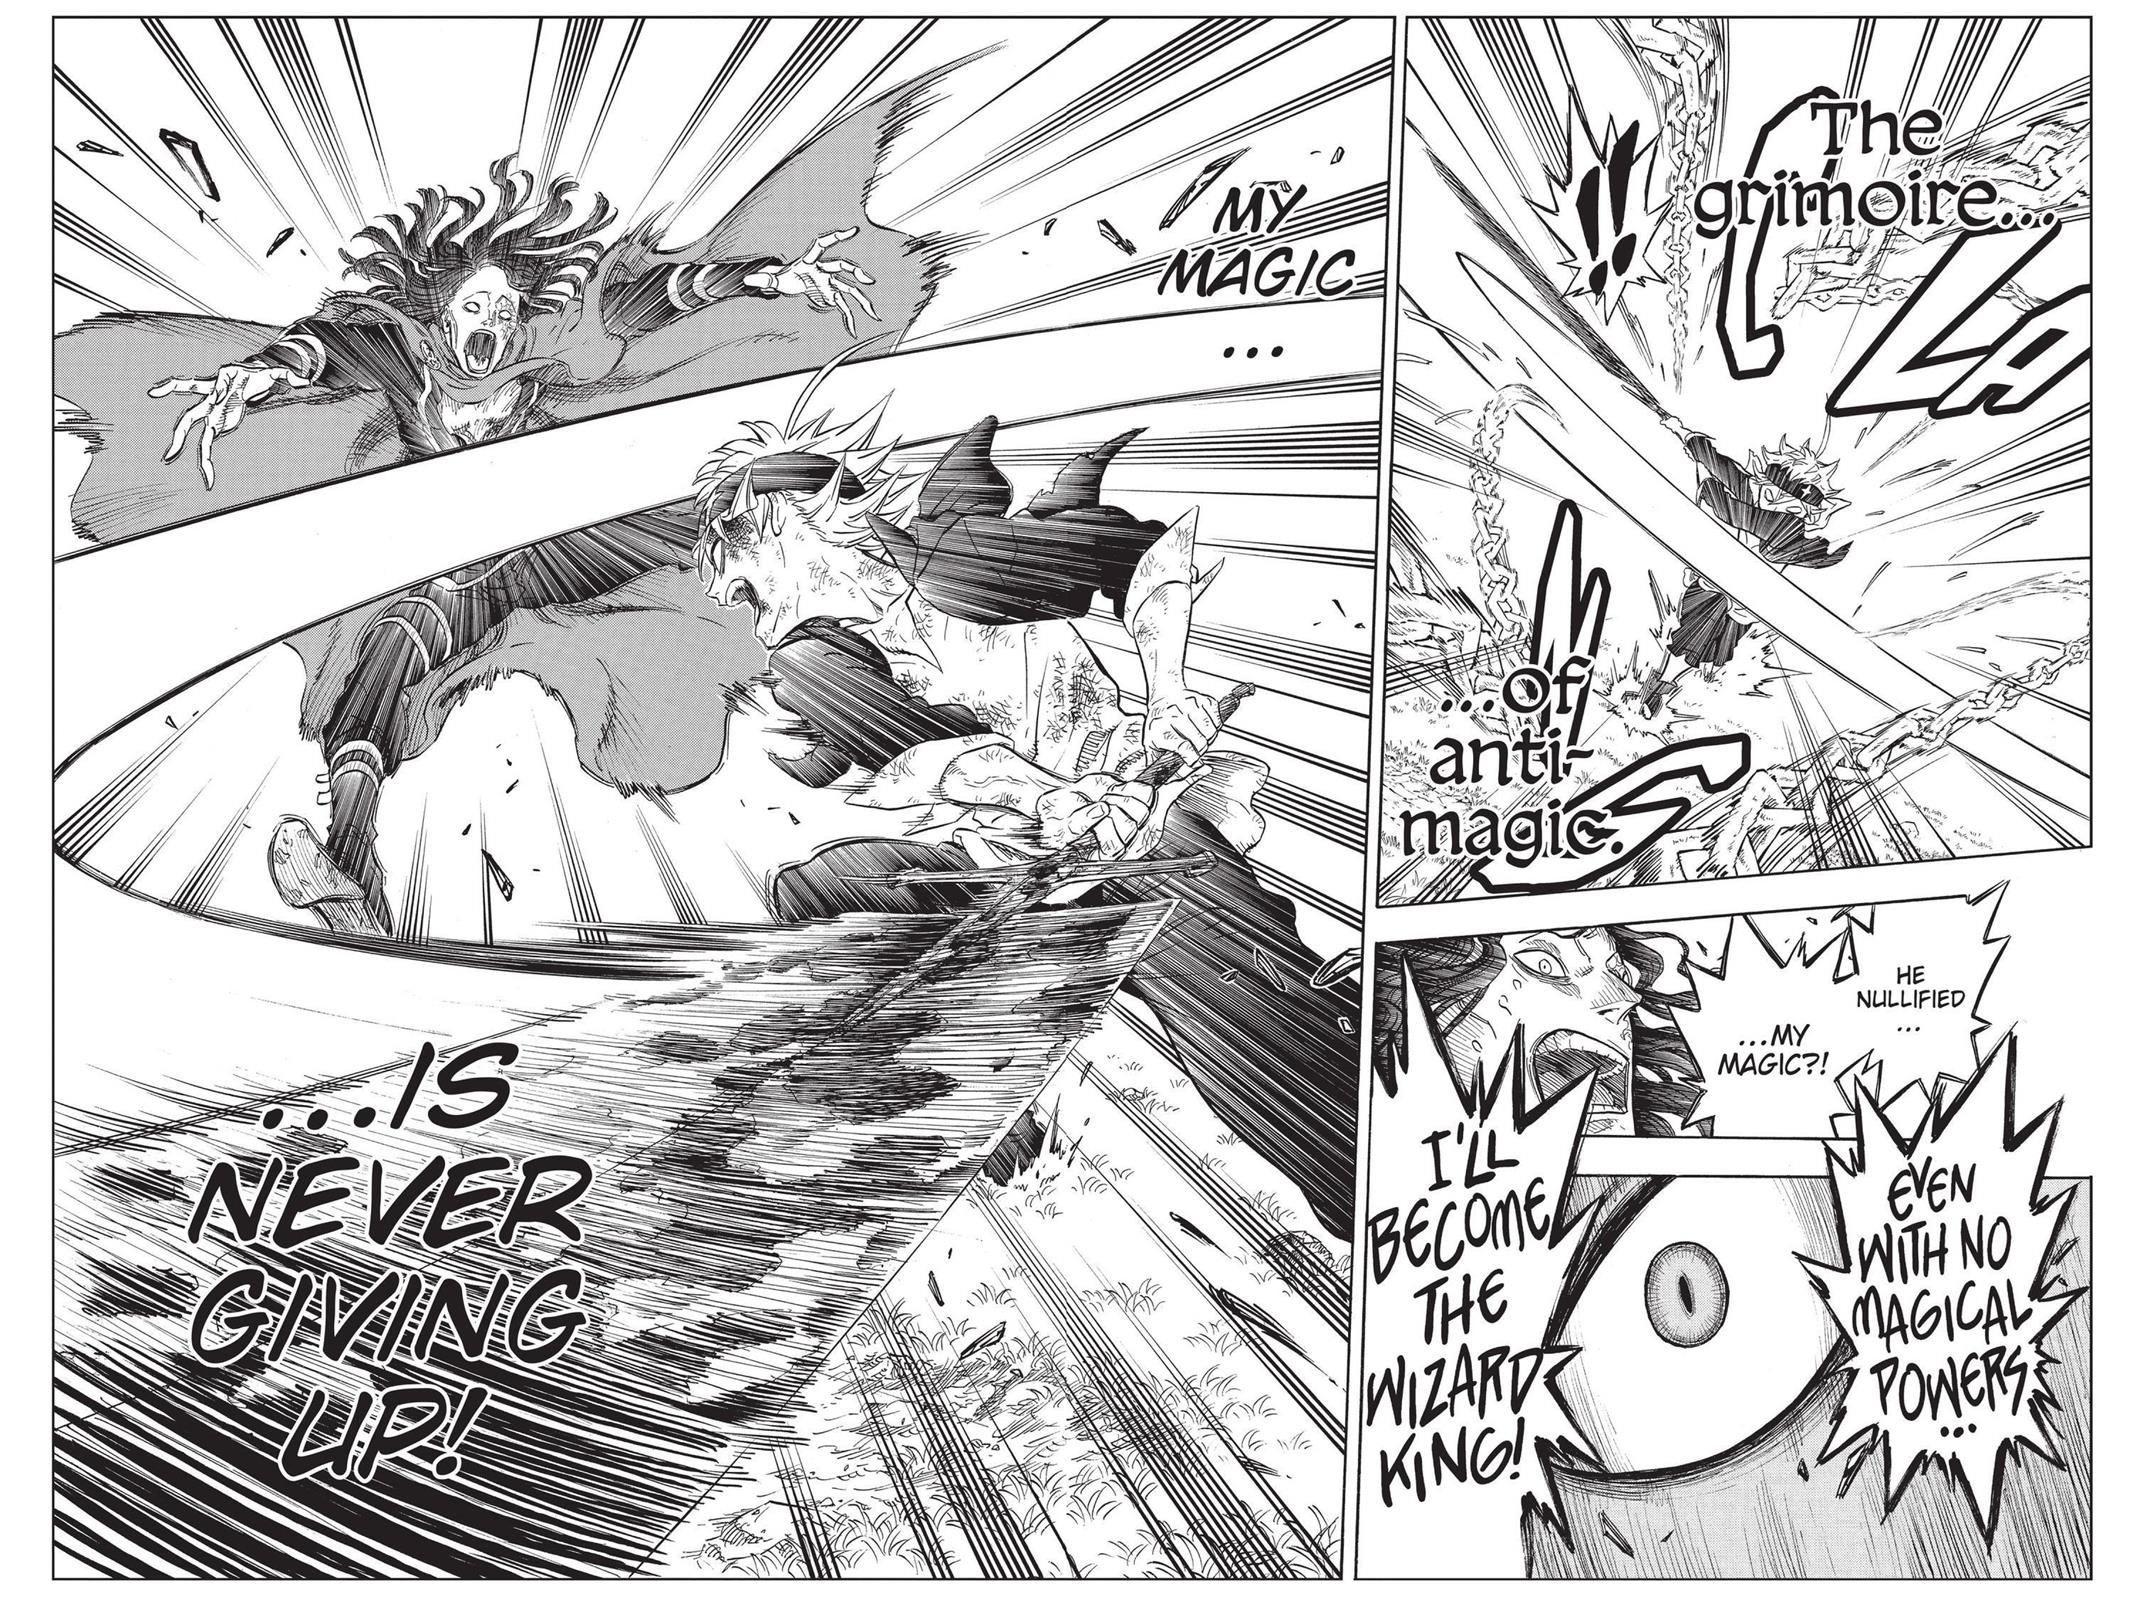 The
grimoire...
!!
SLASH
...of
anti-
magic.
HE
NULLIFIED
...
...MY
MAGIC?!
EVEN
WITH NO
MAGICAL
POWERS
...
I'LL
BECOME
THE
WIZARD
KING!
MY
MAGIC
...
...IS
NEVER
GIVING
UP!